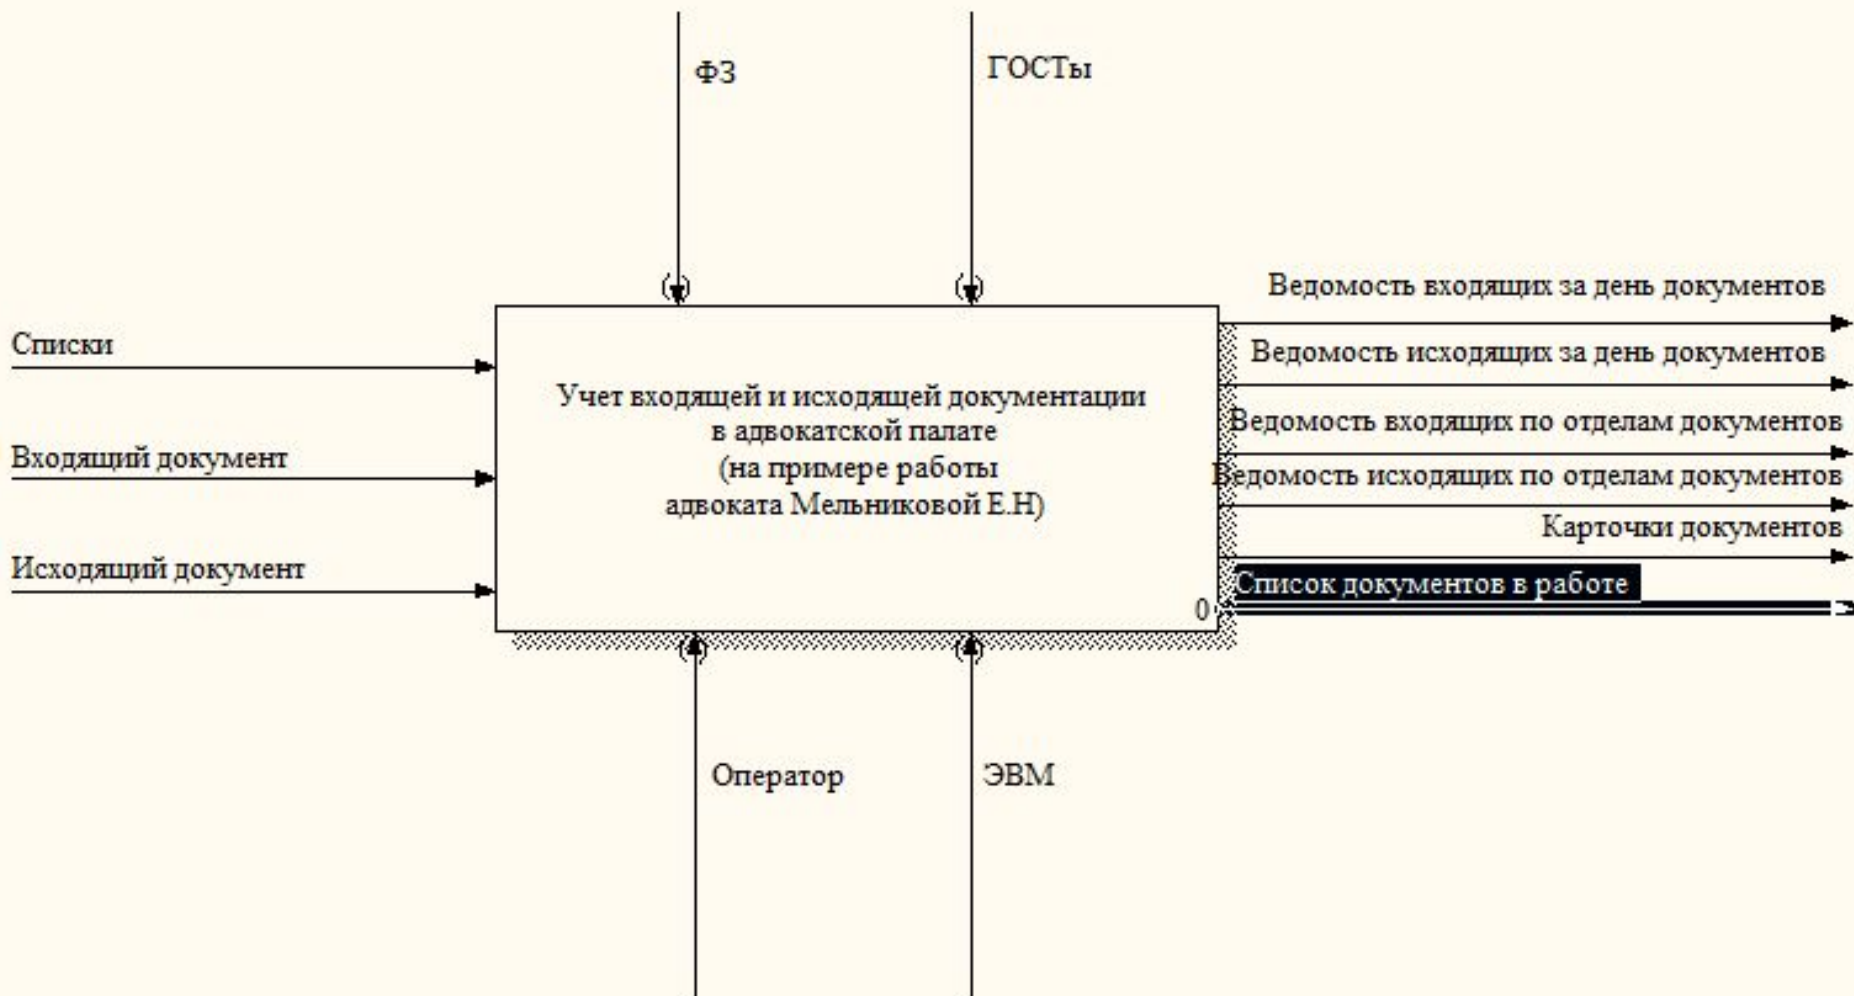 ФЗ
ГОСТы
Ведомость входящих за день документов
Списки
Ведомость исходящих за день документов
Учет входящей и исходящей документации
в адвокатской палате
(на примере работы
адвоката Мельниковой Е.Н)
Ведомость входящих по отделам документов
Входящий документ
Ведомость исходящих по отделам документов
Карточки документов
Исходящий документ
Список документов в работе
0
Оператор
ЭВМ